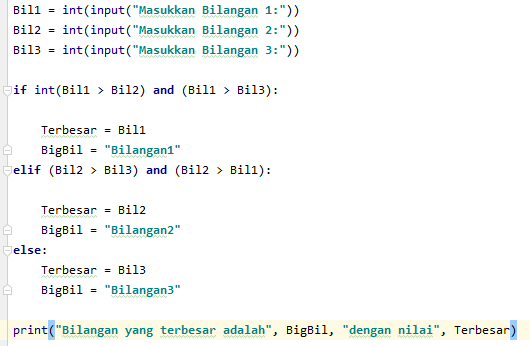 Bil1 = int(input("Masukkan Bilangan 1:"))
Bil2 = int(input("Masukkan Bilangan 2:"))
Bil3 = int(input("Masukkan Bilangan 3:"))
if int(Bil1 > Bil2) and (Bil1 > Bil3):
Terbesar = Bil1
BigBil = "Bilangan1"
elif (Bil2 > Bil3) and (Bil2 > Bil1):
Terbesar = Bil2
BigBil = "Bilangan2"
else:
Terbesar = Bil3
BigBil = "Bilangan3"
print("Bilangan yang terbesar adalah", BigBil, "dengan nilai", Terbesar)